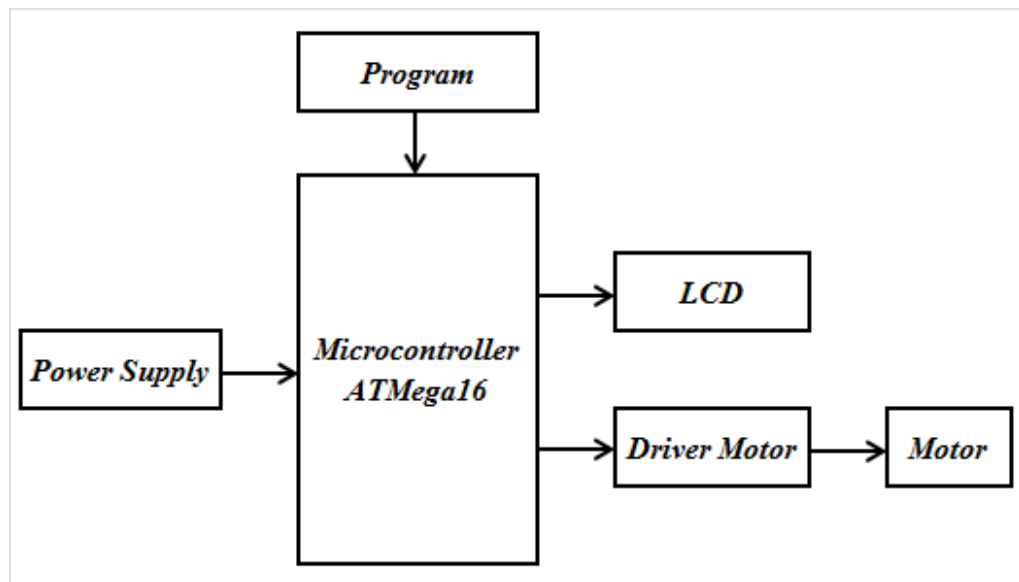 Program
LCD
Power Supply
Microcontroller
ATMega16
Driver Motor
Motor